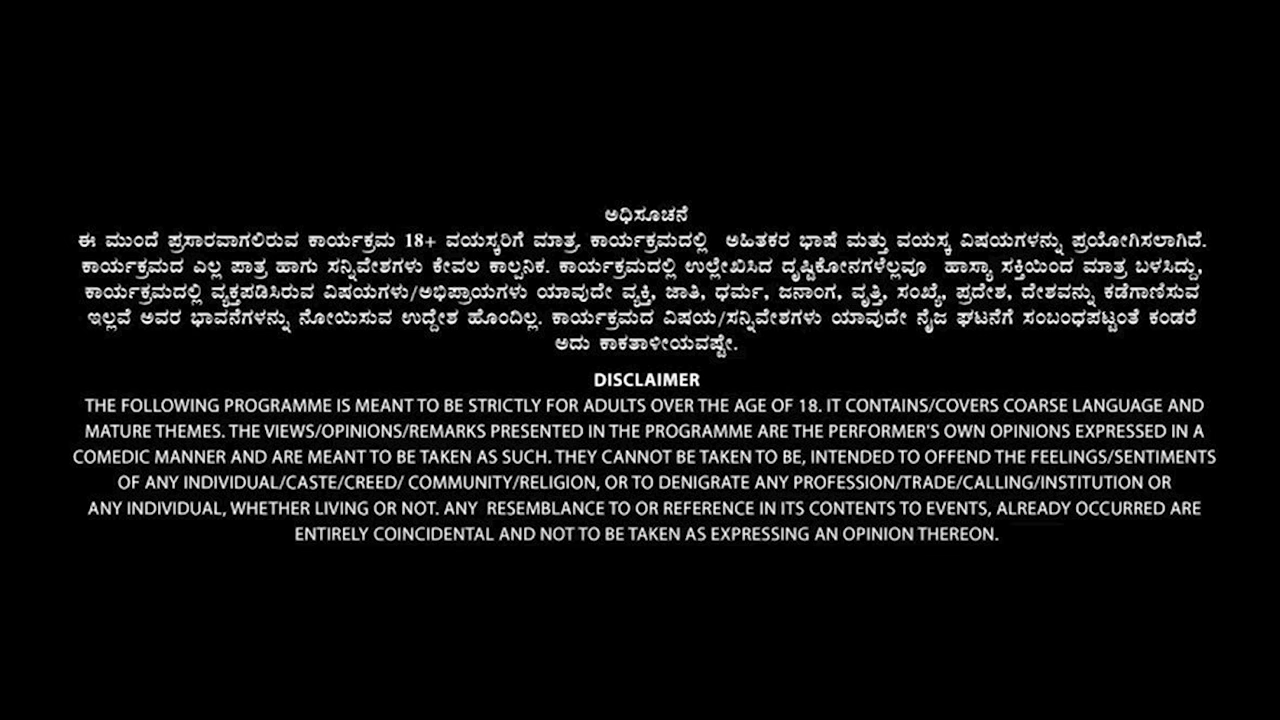 ಅಧಿಸೂಚನೆ
ಈ ಮುಂದೆ ಪ್ರಸಾರವಾಗಲಿರುವ ಕಾರ್ಯಕ್ರಮ 18+ ವಯಸ್ಕರಿಗೆ ಮಾತ್ರ. ಕಾರ್ಯಕ್ರಮದಲ್ಲಿ ಅಹಿತಕರ ಭಾಷೆ ಮತ್ತು ವಯಸ್ಕ ವಿಷಯಗಳನ್ನು ಪ್ರಯೋಗಿಸಲಾಗಿದೆ.
ಕಾರ್ಯಕ್ರಮದ ಎಲ್ಲ ಪಾತ್ರ ಹಾಗು ಸನ್ನಿವೇಶಗಳು ಕೇವಲ ಕಾಲ್ಪನಿಕ. ಕಾರ್ಯಕ್ರಮದಲ್ಲಿ ಉಲ್ಲೇಖಿಸಿದ ದೃಷ್ಟಿಕೋನಗಳೆಲ್ಲವೂ ಹಾಸ್ಯಾ ಸಕ್ತಿಯಿಂದ ಮಾತ್ರ ಬಳಸಿದ್ದು,
ಕಾರ್ಯಕ್ರಮದಲ್ಲಿ ವ್ಯಕ್ತಪಡಿಸಿರುವ ವಿಷಯಗಳು/ಅಭಿಪ್ರಾಯಗಳು ಯಾವುದೇ ವ್ಯಕ್ತಿ, ಜಾತಿ, ಧರ್ಮ, ಜನಾಂಗ, ವೃತ್ತಿ, ಸಂಖ್ಯೆ, ಪ್ರದೇಶ, ದೇಶವನ್ನು ಕಡೆಗಾಣಿಸುವ
ಇಲ್ಲವೆ ಅವರ ಭಾವನೆಗಳನ್ನು ನೋಯಿಸುವ ಉದ್ದೇಶ ಹೊಂದಿಲ್ಲ. ಕಾರ್ಯಕ್ರಮದ ವಿಷಯ/ಸನ್ನಿವೇಶಗಳು ಯಾವುದೇ ನೈಜ ಘಟನೆಗೆ ಸಂಬಂಧಪಟ್ಟಂತೆ ಕಂಡರೆ
ಅದು ಕಾಕತಾಳೀಯವಷ್ಟೇ.
DISCLAIMER
THE FOLLOWING PROGRAMME IS MEANT TO BE STRICTLY FOR ADULTS OVER THE AGE OF 18. IT CONTAINS/COVERS COARSE LANGUAGE AND
MATURE THEMES. THE VIEWS/OPINIONS/REMARKS PRESENTED IN THE PROGRAMME ARE THE PERFORMER'S OWN OPINIONS EXPRESSED IN A
COMEDIC MANNER AND ARE MEANT TO BE TAKEN AS SUCH. THEY CANNOT BE TAKEN TO BE, INTENDED TO OFFEND THE FEELINGS/SENTIMENTS
OF ANY INDIVIDUAL/CASTE/CREED/ COMMUNITY/RELIGION, OR TO DENIGRATE ANY PROFESSION/TRADE/CALLING/INSTITUTION OR
ANY INDIVIDUAL, WHETHER LIVING OR NOT. ANY RESEMBLANCE TO OR REFERENCE IN ITS CONTENTS TO EVENTS, ALREADY OCCURRED ARE
ENTIRELY COINCIDENTAL AND NOT TO BE TAKEN AS EXPRESSING AN OPINION THEREON.